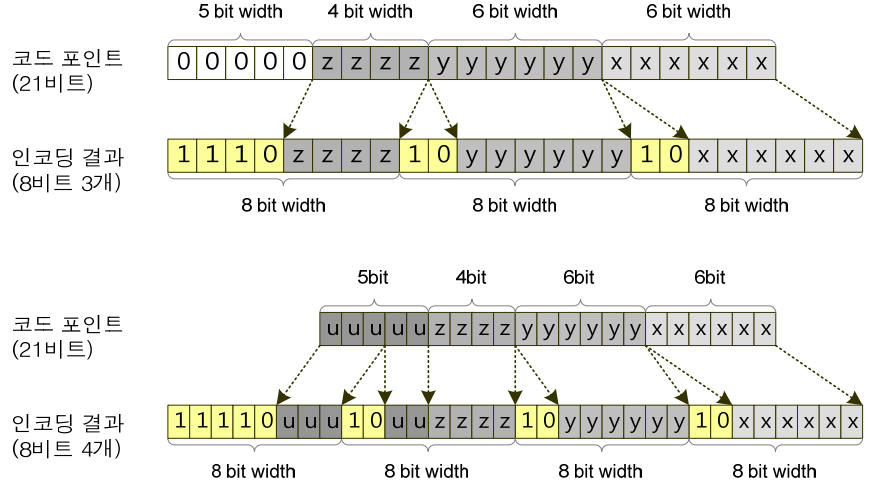 5 bit width 4 bit width 6 bit width 6 bit width
코드 포인트 0 0 0 0 0 z z z z y y y y y y x x x x x x
(21비트)
인코딩 결과 1 1 1 0 z z z z 1 0 y y y y y y 1 0 x x x x x x
(8비트 3개)
8 bit width 8 bit width 8 bit width
5bit 4bit 6bit 6bit
코드 포인트 u u u u u z z z z y y y y y y x x x x x x
(21비트)
인코딩 결과 1 1 1 1 0 u u u 1 0 u u z z z z 1 0 y y y y y y 1 0 x x x x x x
(8비트 4개)
8 bit width 8 bit width 8 bit width 8 bit width